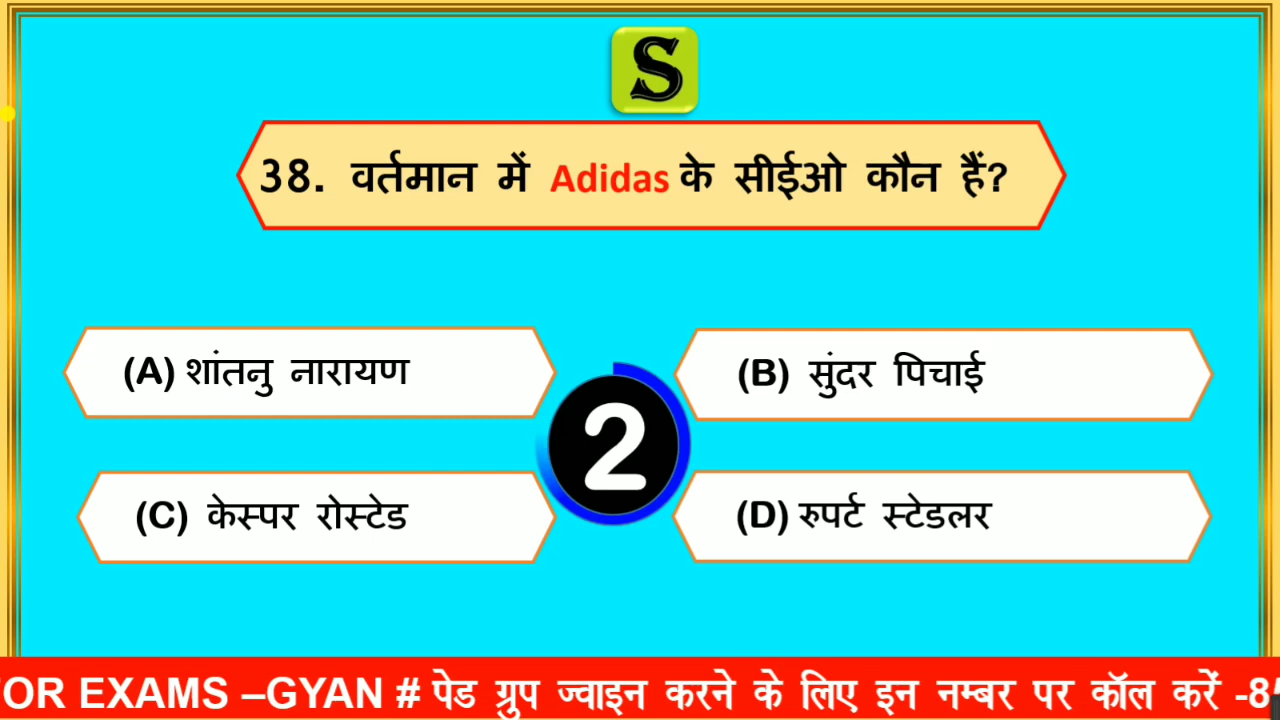 S
38. वर्तमान में Adidas के सीईओ कौन हैं?
(A) शांतनु नारायण
(B) सुंदर पिचाई
2
(C) केस्पर रोस्टेड
(D) रुपर्ट स्टेडलर
OR EXAMS –GYAN # पेड ग्रुप ज्वाइन करने के लिए इन नम्बर पर कॉल करें -8